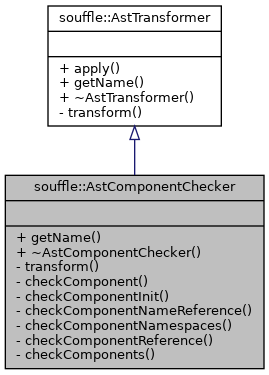 souffle::AstTransformer
+ apply()
+ getName()
+ ~AstTransformer()
- transform()
souffle::AstComponentChecker
+ getName()
+ ~AstComponentChecker()
- transform()
- checkComponent()
- checkComponentInit()
- checkComponentNameReference()
- checkComponentNamespaces()
- checkComponentReference()
- checkComponents()